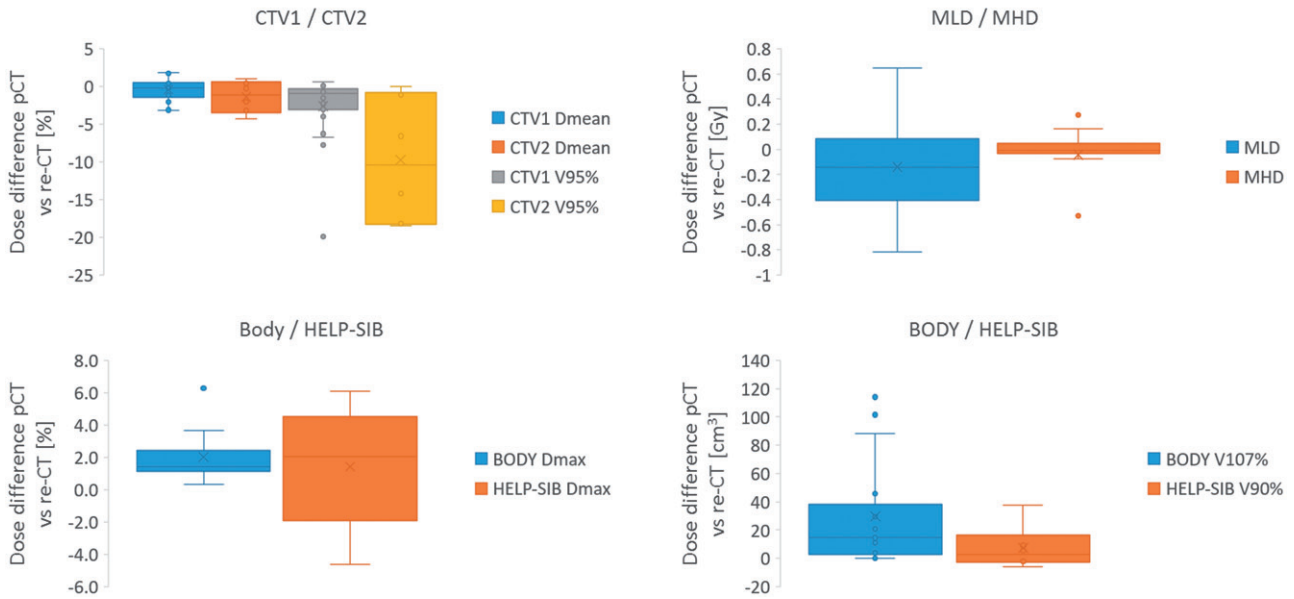 CTV1 / CTV2
Dose difference pCT
vs re-CT [%]
5
0
-5
-10
-15
-20
-25
CTV1 Dmean
CTV2 Dmean
CTV1 V95%
CTV2 V95%
MLD / MHD
Dose difference pCT
vs re-CT [Gy]
0.8
0.6
0.4
0.2
0
-0.2
-0.4
-0.6
-0.8
-1
MLD
MHD
Body / HELP-SIB
Dose difference pCT
vs re-CT [%]
8.0
6.0
4.0
2.0
0.0
-2.0
-4.0
-6.0
BODY Dmax
HELP-SIB Dmax
BODY / HELP-SIB
Dose difference pCT
vs re-CT [cm³]
140
120
100
80
60
40
20
0
-20
BODY V107%
HELP-SIB V90%